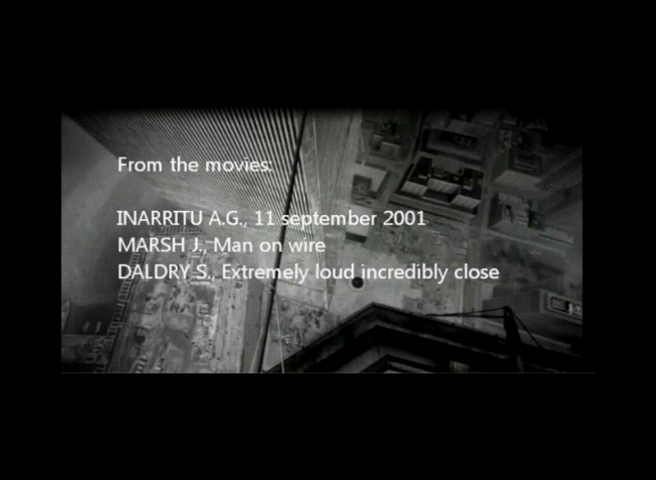 From the movies:
INARRITU A.G., 11 september 2001
MARSH J., Man on wire
DALDRY S., Extremely loud incredibly close